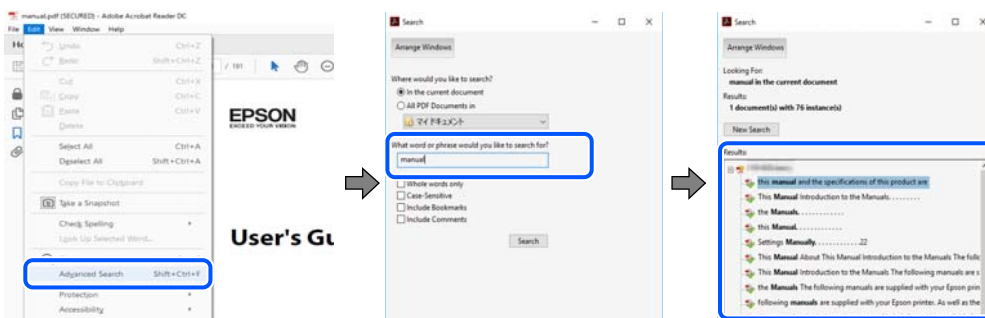 manual.pdf (SECURED) - Adobe Acrobat Reader DC
File Edit View Window Help
Undo Ctrl+Z
Redo Shift+Ctrl+Z
Cut Ctrl+X
Copy Ctrl+C
Paste Ctrl+V
Delete
Select All Ctrl+A
Deselect All Shift+Ctrl+A
Copy File to Clipboard
Take a Snapshot
Check Spelling
Look Up Selected Word...
Advanced Search Shift+Ctrl+F
Protection
Accessibility
/ 191
EPSON
EXCEED YOUR VISION
User's Gu
Search
Arrange Windows
Where would you like to search?
In the current document
All PDF Documents in
マイ ドキュメント
What word or phrase would you like to search for?
manual
Whole words only
Case-Sensitive
Include Bookmarks
Include Comments
Search
Search
Arrange Windows
Looking For:
manual in the current document
Results:
1 document(s) with 76 instance(s)
New Search
Results:
this manual and the specifications of this product are
This Manual Introduction to the Manuals. . . . . . . . .
the Manuals. . . . . . . . . . . . .
this Manual. . . . . . . . . . . . .
Settings Manually. . . . . . . . . . . . .22
This Manual About This Manual Introduction to the Manuals The follo
This Manual Introduction to the Manuals The following manuals are s
the Manuals The following manuals are supplied with your Epson prin
following manuals are supplied with your Epson printer. As well as the